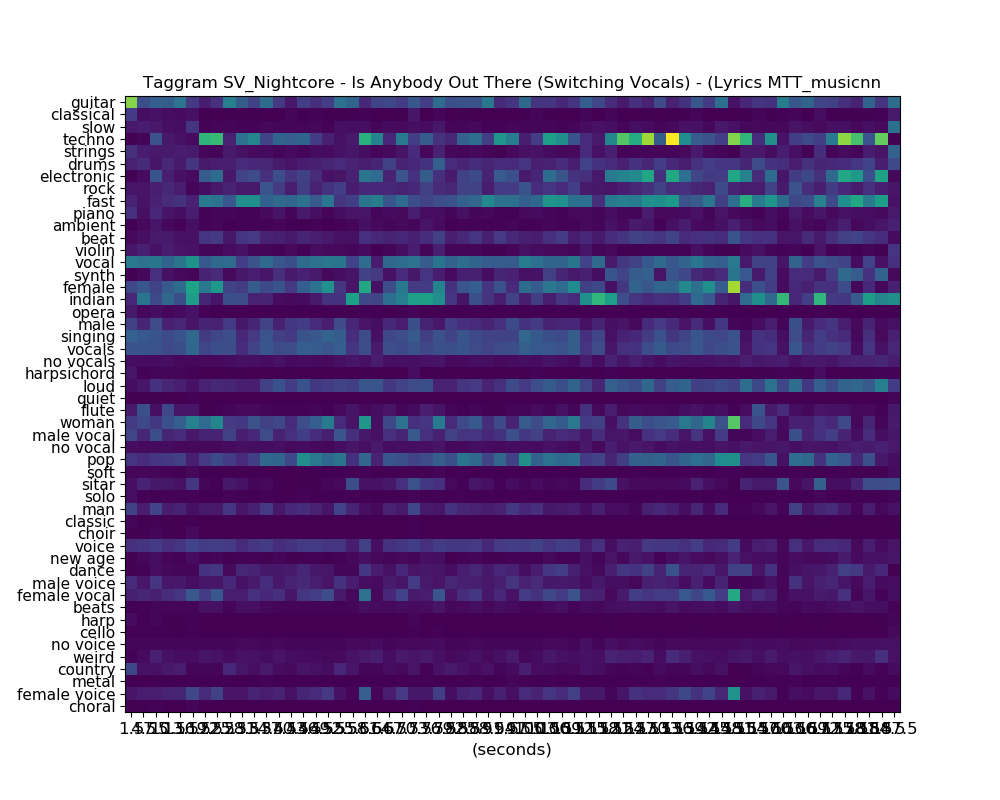 Taggram SV_Nightcore - Is Anybody Out There (Switching Vocals) - (Lyrics MTT_musicnn
guitar
classical
slow
techno
strings
drums
electronic
rock
fast
piano
ambient
beat
violin
vocal
synth
female
indian
opera
male
singing
vocals
no vocals
harpsichord
loud
quiet
flute
woman
male vocal
no vocal
pop
soft
sitar
solo
man
classic
choir
voice
new age
dance
male voice
female vocal
beats
harp
cello
no voice
weird
country
metal
female voice
choral
(seconds)